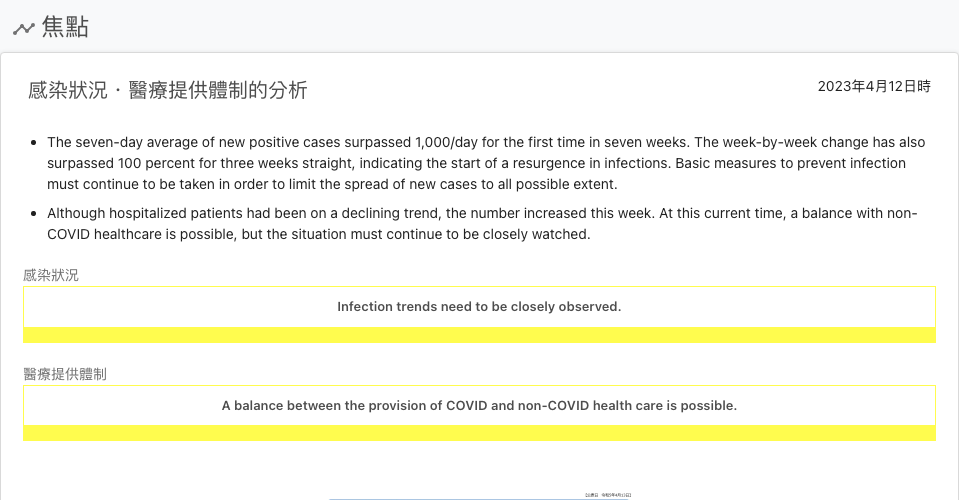 焦點
感染狀況・醫療提供體制的分析
2023年4月12日時
The seven-day average of new positive cases surpassed 1,000/day for the first time in seven weeks. The week-by-week change has also
surpassed 100 percent for three weeks straight, indicating the start of a resurgence in infections. Basic measures to prevent infection
must continue to be taken in order to limit the spread of new cases to all possible extent.
Although hospitalized patients had been on a declining trend, the number increased this week. At this current time, a balance with non-
COVID healthcare is possible, but the situation must continue to be closely watched.
感染狀況
Infection trends need to be closely observed.
醫療提供體制
A balance between the provision of COVID and non-COVID health care is possible.